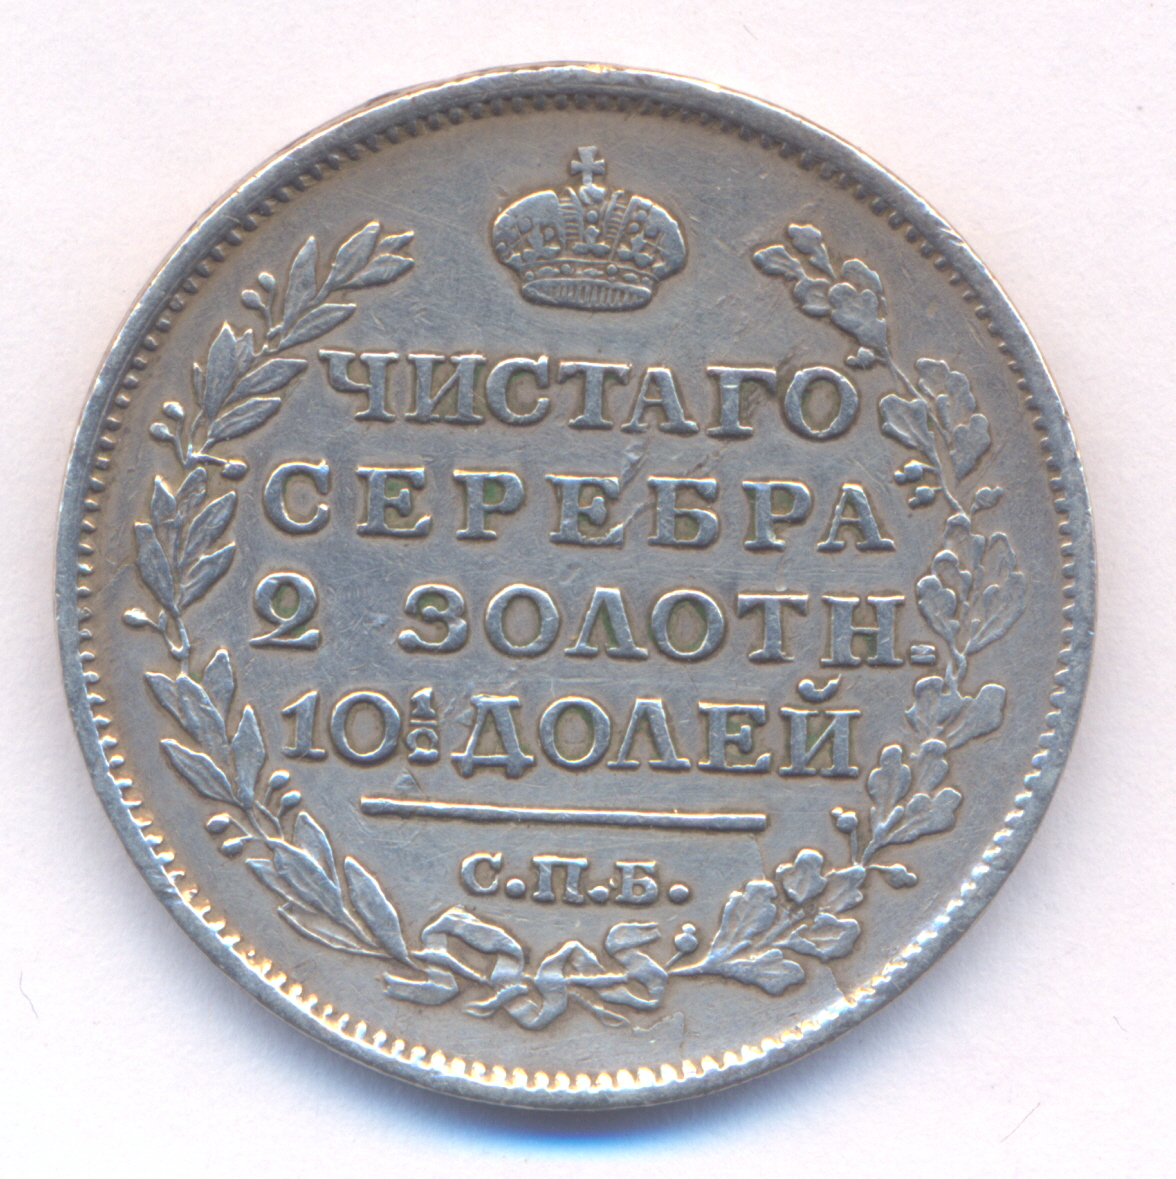 ЧИСТАГО
СЕРЕБРА
2 ЗОЛОТН.
10½ ДОЛЕЙ
С.П.Б.